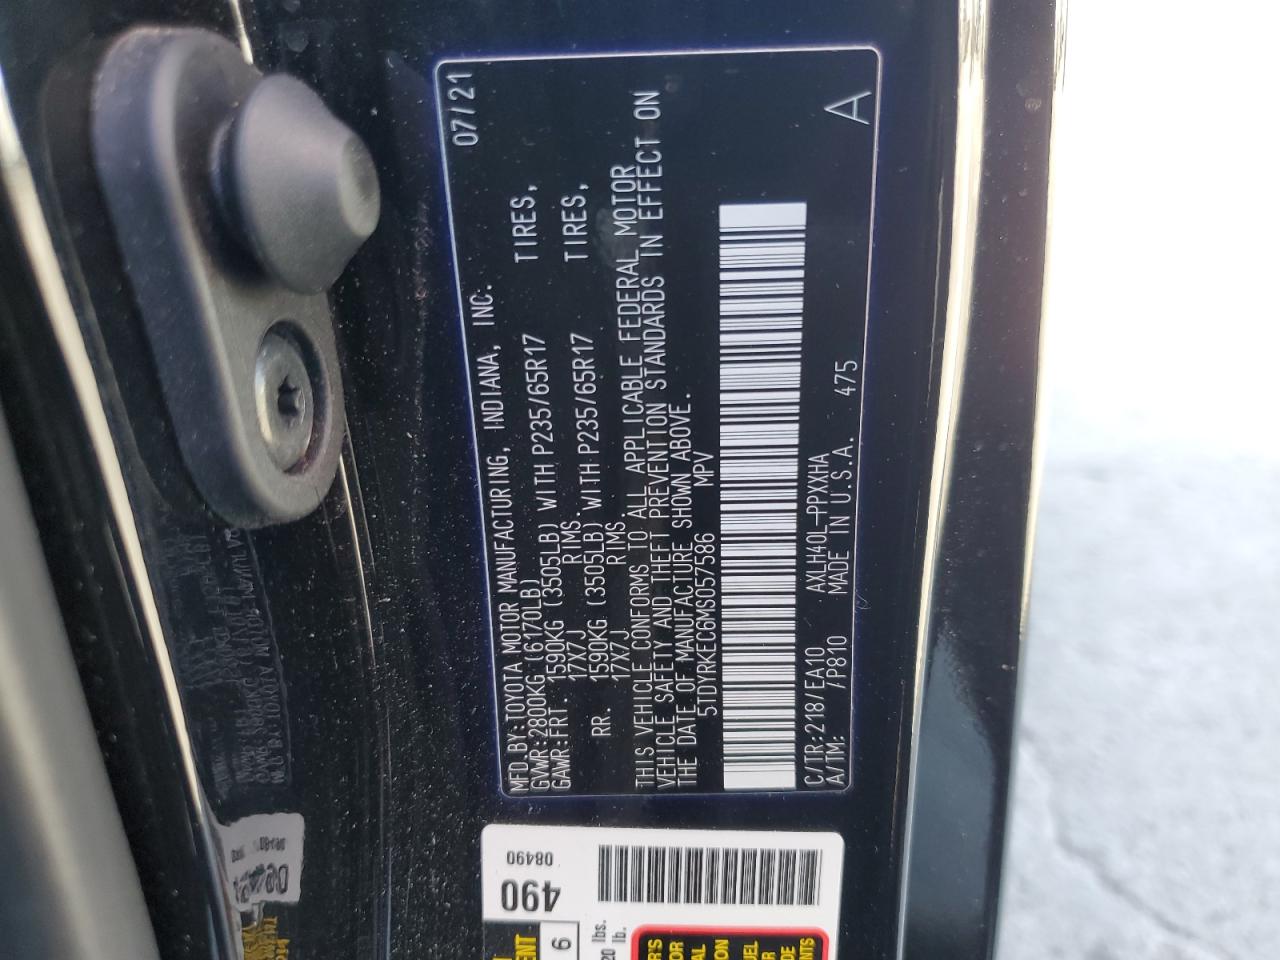 07/21
MFD.BY:TOYOTA MOTOR MANUFACTURING, INDIANA, INC.
GVWR:2800KG (6170LB)
GAWR:FRT. 1590KG (3505LB) WITH P235/65R17 TIRES,
17X7J RIMS.
RR. 1590KG (3505LB) WITH P235/65R17 TIRES,
17X7J RIMS.
THIS VEHICLE CONFORMS TO ALL APPLICABLE FEDERAL MOTOR
VEHICLE SAFETY AND THEFT PREVENTION STANDARDS IN EFFECT ON
THE DATE OF MANUFACTURE SHOWN ABOVE.
5TDYRKEC6MS057586 MPV
C/TR:218/EA10 AXLH40L-PPXXHA
A/TM: /P810 MADE IN U.S.A. 475
A
08490
490
6
lbs.
lb.